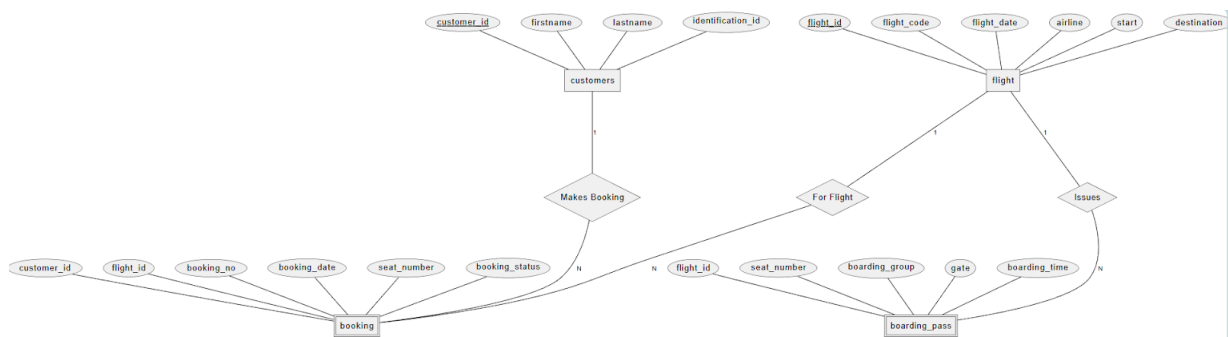 customer_id
firstname
lastname
identification_id
flight_id
flight_code
flight_date
airline
start
destination
customers
flight
1
1
1
Makes Booking
For Flight
Issues
customer_id
flight_id
booking_no
booking_date
seat_number
booking_status
N
N
flight_id
seat_number
boarding_group
gate
boarding_time
N
booking
boarding_pass